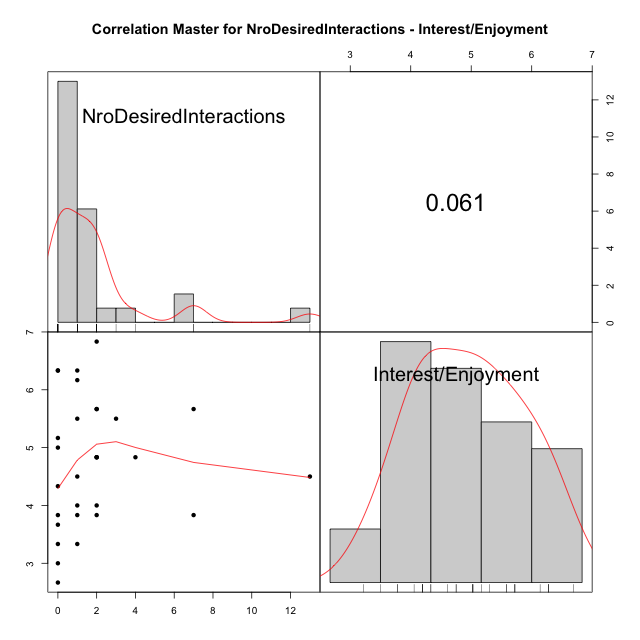 Correlation Master for NroDesiredInteractions - Interest/Enjoyment
3 4 5 6 7
NroDesiredInteractions
0.061
12
10
8
6
4
2
0
7
6
5
4
3
Interest/Enjoyment
0 2 4 6 8 10 12